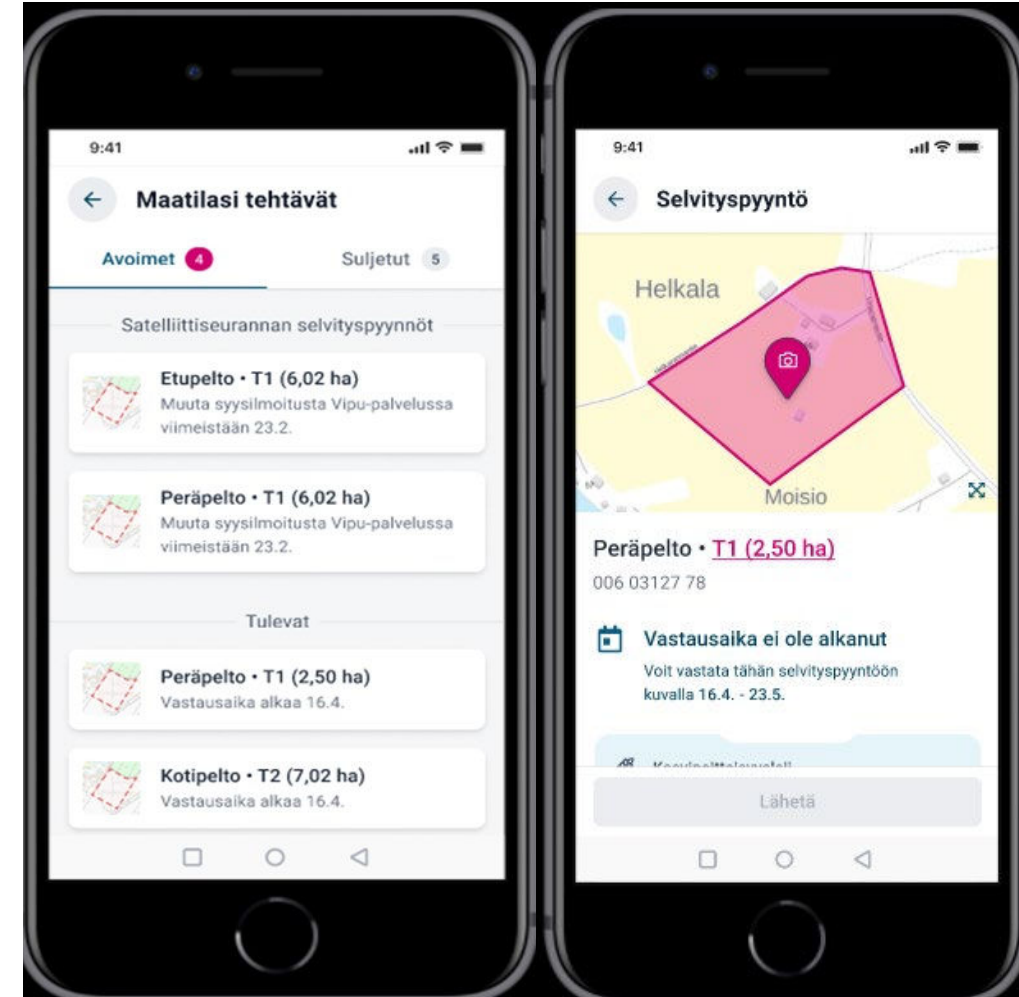 9:41
Maatilasi tehtävät
Avoimet 4
Suljetut 5
Satelliittiseurannan selvityspyynnöt
Etupelto • T1 (6,02 ha)
Muuta syysilmoitusta Vipu-palvelussa
viimeistään 23.2.
Peräpelto • T1 (6,02 ha)
Muuta syysilmoitusta Vipu-palvelussa
viimeistään 23.2.
Tulevat
Peräpelto • T1 (2,50 ha)
Vastausaika alkaa 16.4.
Kotipelto • T2 (7,02 ha)
Vastausaika alkaa 16.4.
9:41
Selvityspyyntö
Helkala
Moisio
Peräpelto • T1 (2,50 ha)
006 03127 78
Vastausaika ei ole alkanut
Voit vastata tähän selvityspyyntöön
kuvalla 16.4. - 23.5.
Lähetä